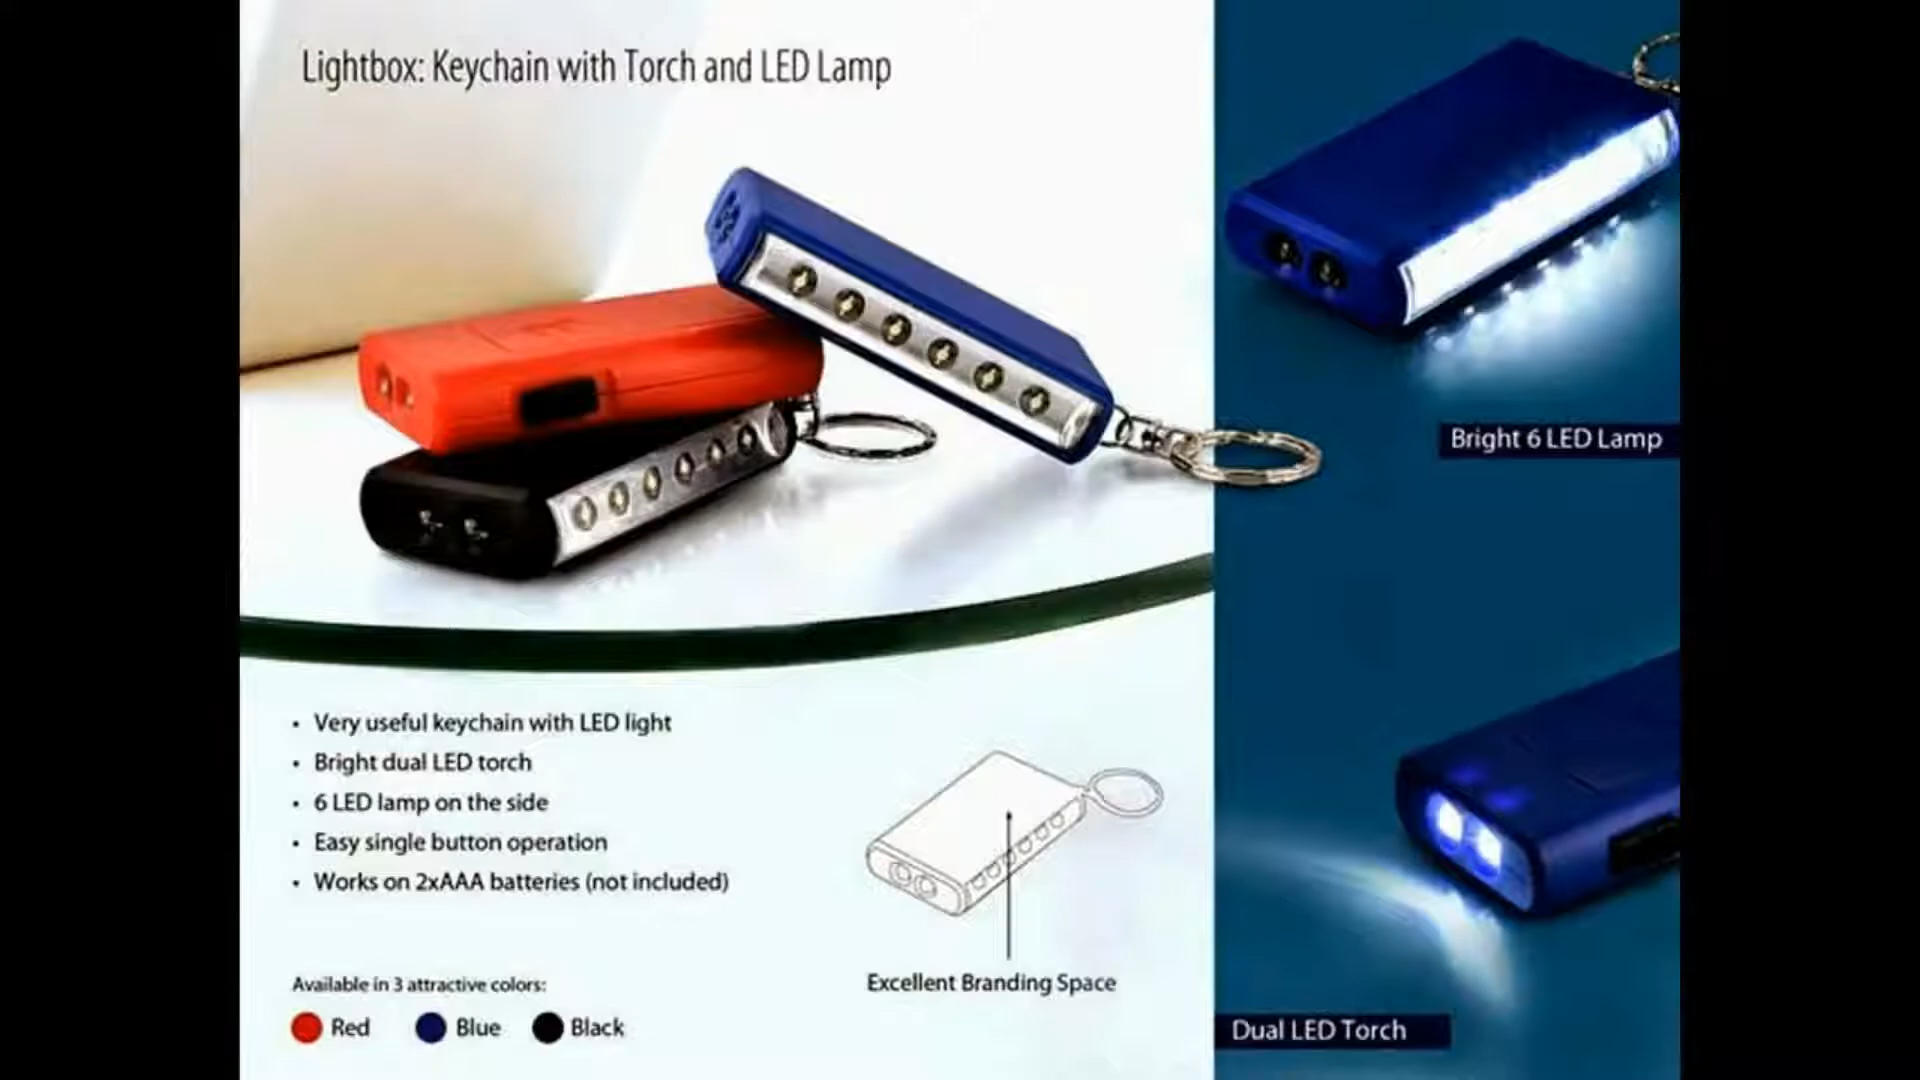 Lightbox: Keychain with Torch and LED Lamp
Bright 6 LED Lamp
• Very useful keychain with LED light
• Bright dual LED torch
• 6 LED lamp on the side
• Easy single button operation
• Works on 2xAAA batteries (not included)
Excellent Branding Space
Available in 3 attractive colors:
Red Blue Black
Dual LED Torch